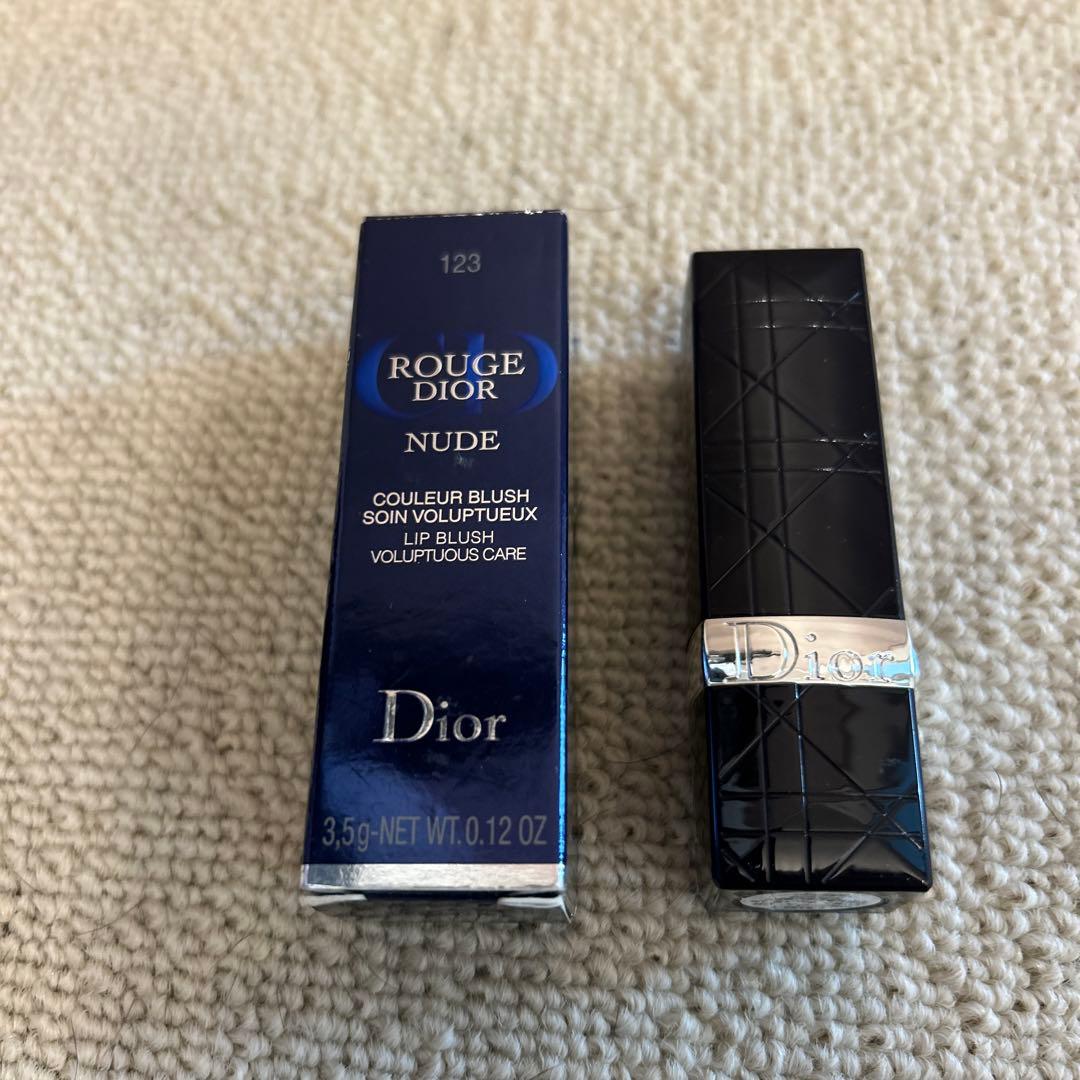 123
ROUGE
DIOR
NUDE
COULEUR BLUSH
SOIN VOLUPTUEUX
LIP BLUSH
VOLUPTUOUS CARE
Dior
3,5g-NET WT.0.12 OZ
Dior